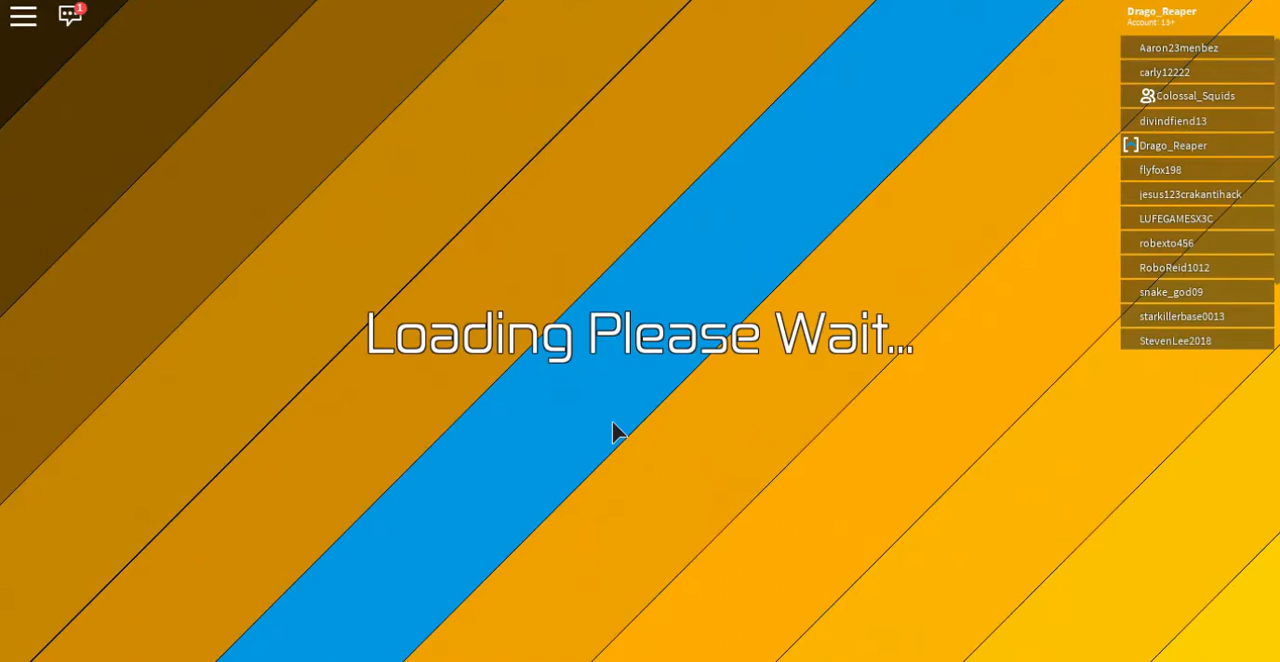 1
Drago_Reaper
Account: 13+
Aaron23menbez
carly12222
Colossal_Squids
divindfiend13
Drago_Reaper
flyfox198
jesus123crakantihack
LUFEGAMESX3C
robexto456
RoboReid1012
snake_god09
starkillerbase0013
StevenLee2018
Loading Please Wait...